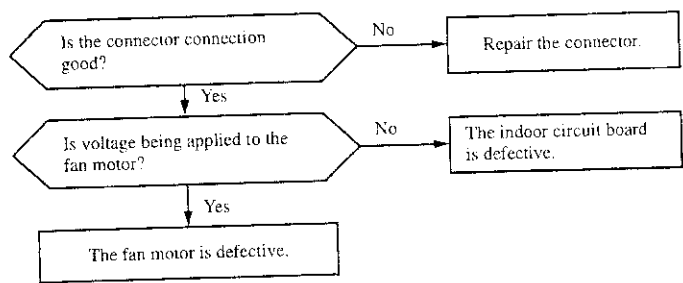 Is the connector connection
good?
No
Repair the connector.
Yes
Is voltage being applied to the
fan motor?
No
The indoor circuit board
is defective.
Yes
The fan motor is defective.